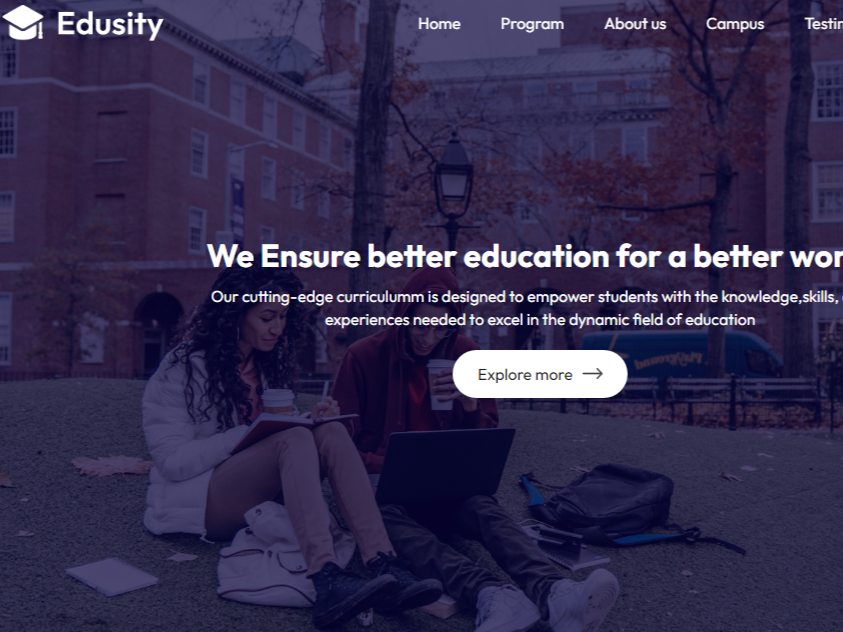 Edusity
Home Program About us Campus Testim
We Ensure better education for a better wor
Our cutting-edge curriculumm is designed to empower students with the knowledge,skills,
experiences needed to excel in the dynamic field of education
Explore more